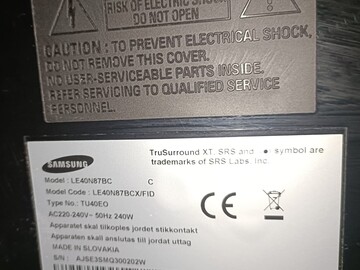 RISK OF ELECTRIC SHOCK
DO NOT OPEN
CAUTION : TO PREVENT ELECTRICAL SHOCK,
DO NOT REMOVE THIS COVER.
NO USER-SERVICEABLE PARTS INSIDE.
REFER SERVICING TO QUALIFIED SERVICE
PERSONNEL.
SAMSUNG
TruSurround XT, SRS and symbol are
trademarks of SRS Labs, Inc.
Model : LE40N87BC C
Model Code : LE40N87BCX/FID
Type No.: TU40EO
AC220-240V~ 50Hz 240W
CE
Apparatet skal tilkoples jordet stikkontakt
Apparaten skall anslutas till jordat uttag
MADE IN SLOVAKIA
S/No : AJSE3SMQ300202W